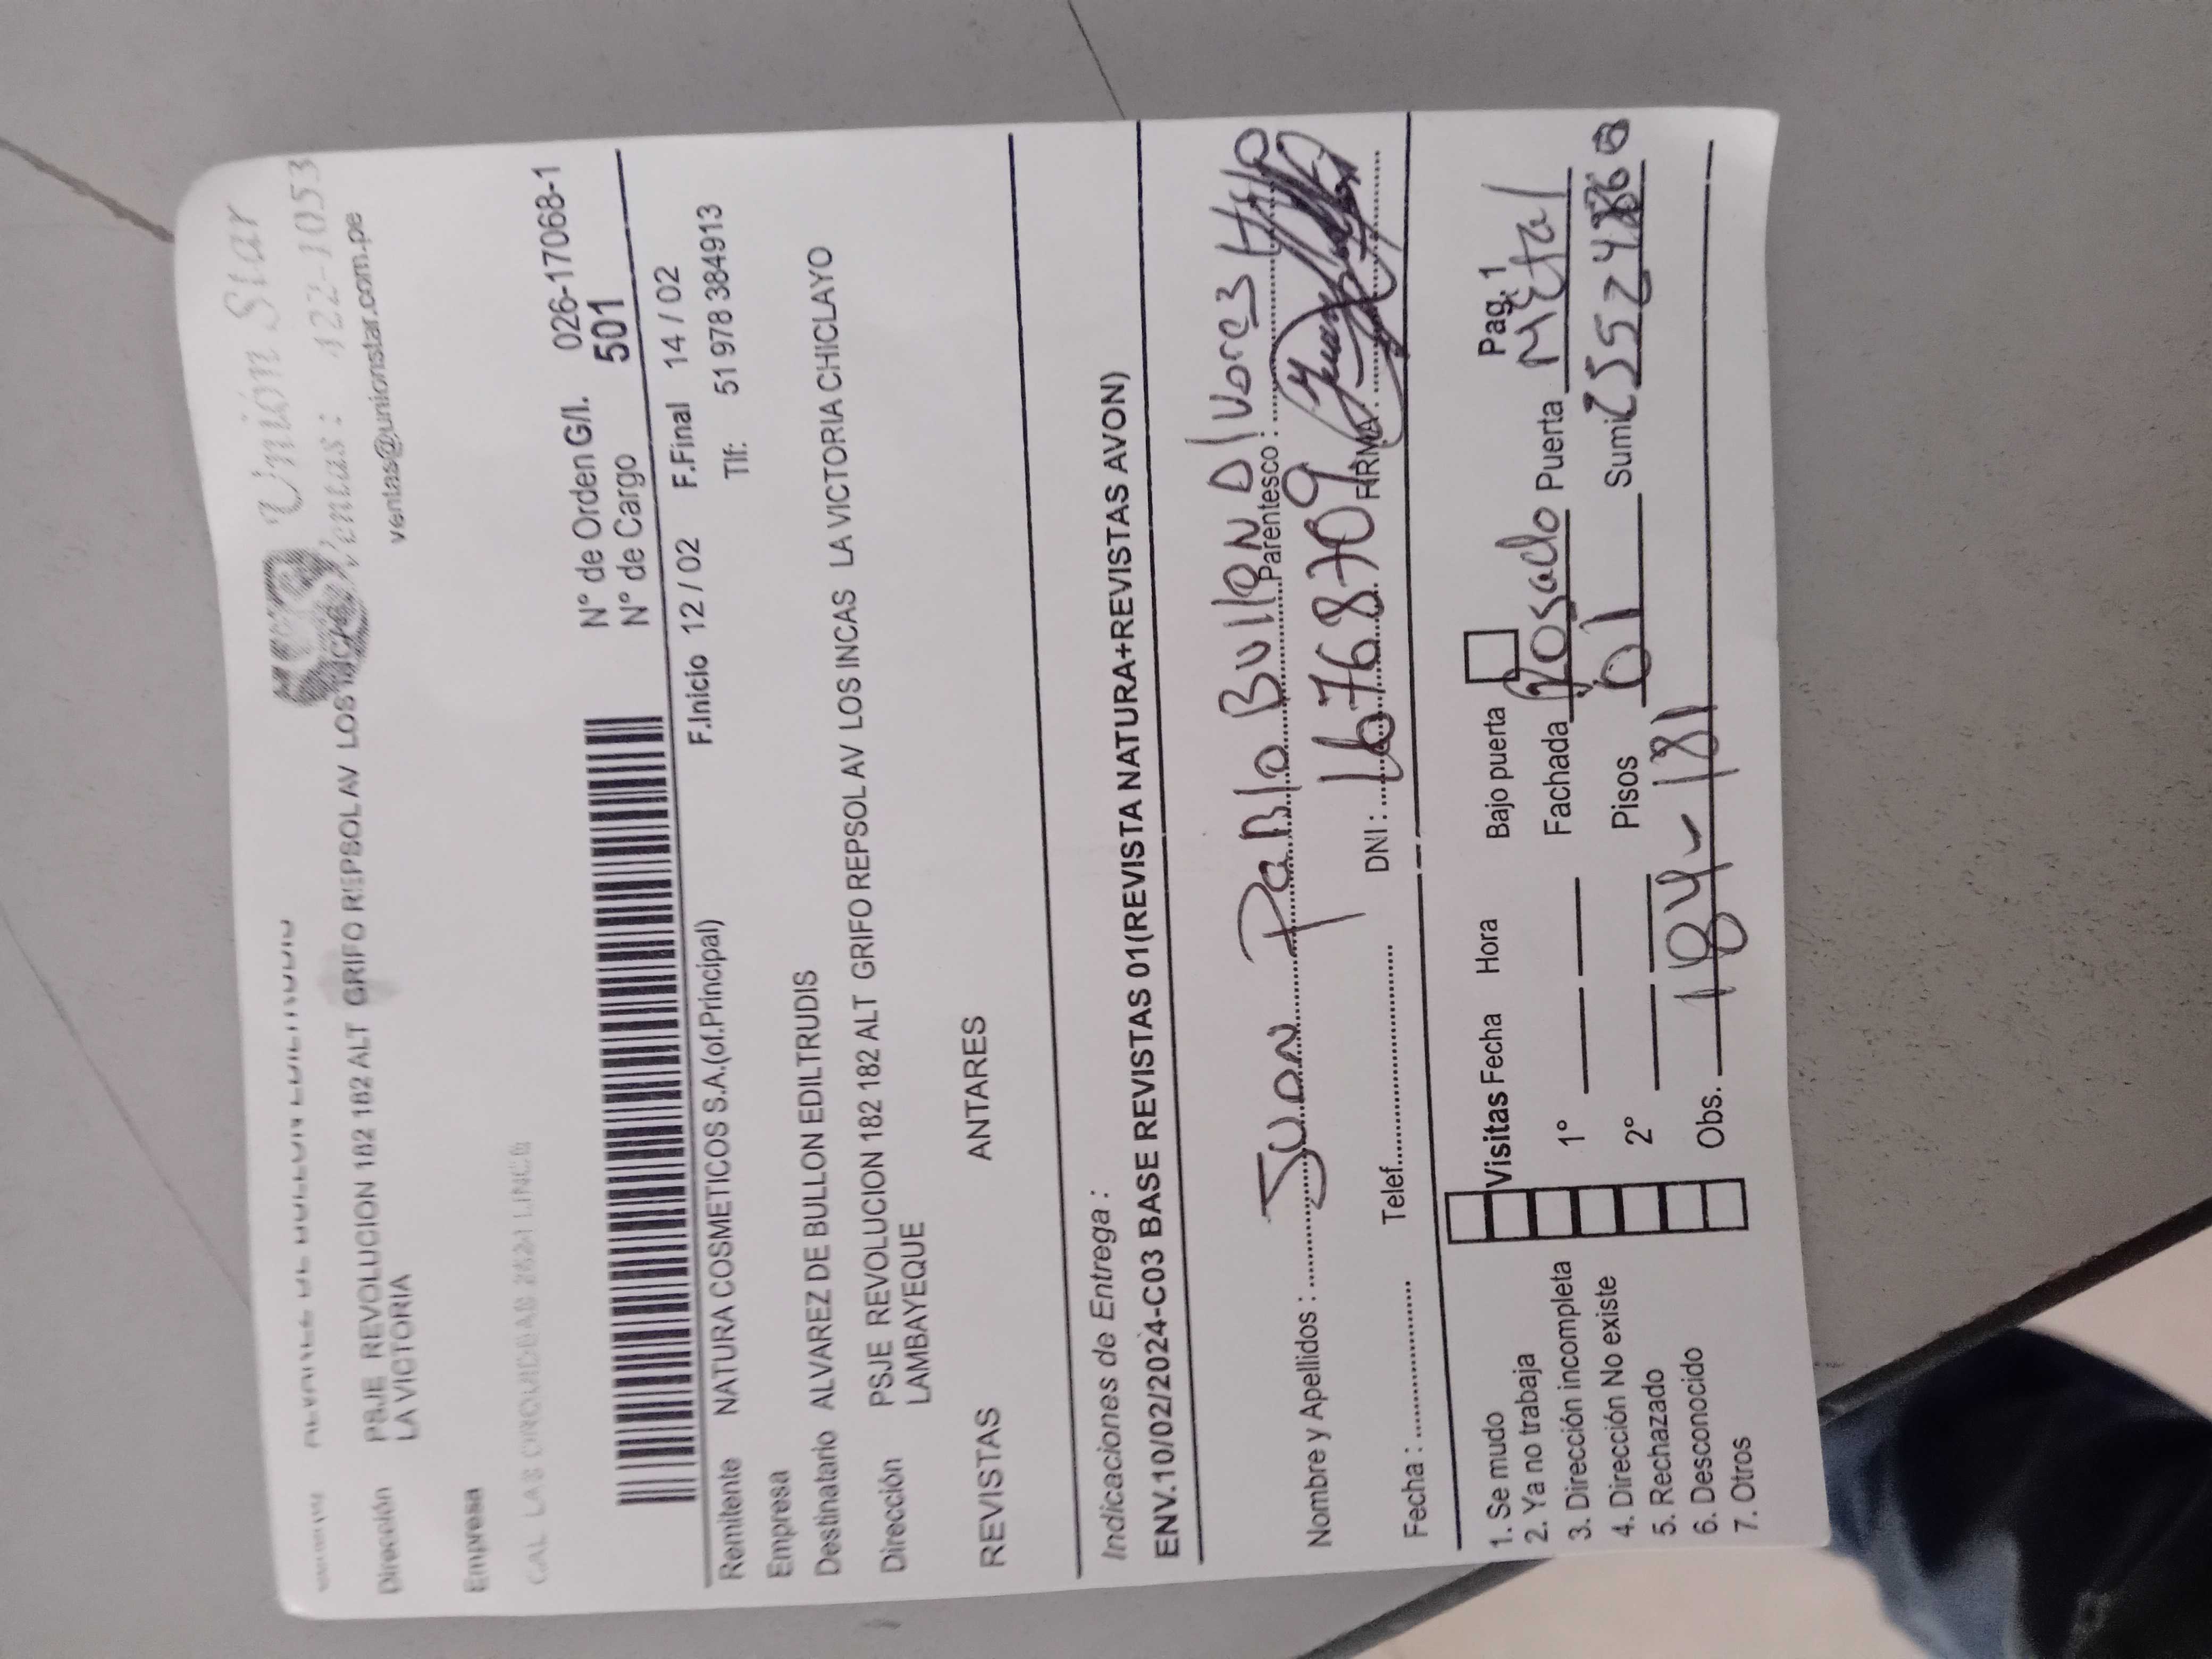 Unión Star
Ventas: 422-1053
ventas@unionstar.com.pe
Dirección PSJE REVOLUCION 182 182 ALT GRIFO REPSOL AV LOS
LA VICTORIA
Empresa
CAL LAS ORQUIDEAS
N° de Orden G/I. 026-17068-1
N° de Cargo 501
Remitente NATURA COSMETICOS S.A.(of.Principal) F.Inicio 12 / 02 F.Final 14 / 02
Empresa Tlf: 51 978 384913
Destinatario ALVAREZ DE BULLON EDILTRUDIS
Dirección PSJE REVOLUCION 182 182 ALT GRIFO REPSOL AV LOS INCAS LA VICTORIA CHICLAYO
LAMBAYEQUE
REVISTAS ANTARES
Indicaciones de Entrega :
ENV.10/02/2024-C03 BASE REVISTAS 01(REVISTA NATURA+REVISTAS AVON)
Nombre y Apellidos : Juan Pablo Bullon Parentesco :
Fecha : Telef. DNI : 16768709 FIRMA:
Pag. 1
1. Se mudo Visitas Fecha Hora Bajo puerta
2. Ya no trabaja
3. Dirección incompleta 1° Fachada Rosado Puerta Metal
4. Dirección No existe
5. Rechazado 2° Pisos 01 Sumi
6. Desconocido
7. Otros Obs. 184 - 181